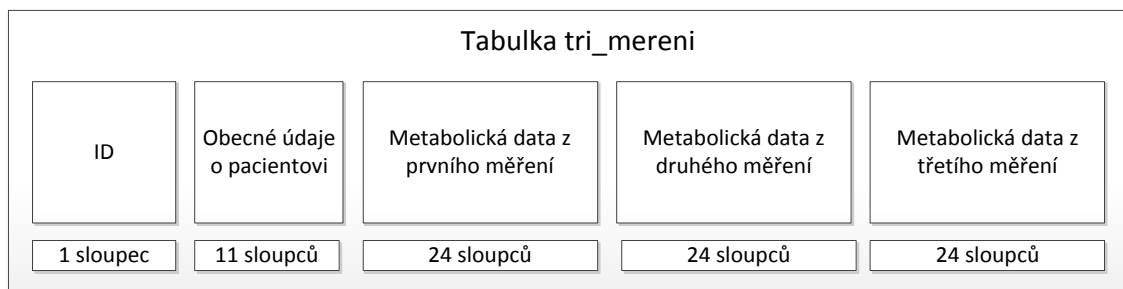 Tabulka tri_mereni
ID
Obecné údaje
o pacientovi
Metabolická data z
prvního měření
Metabolická data z
druhého měření
Metabolická data z
třetího měření
1 sloupec
11 sloupců
24 sloupců
24 sloupců
24 sloupců